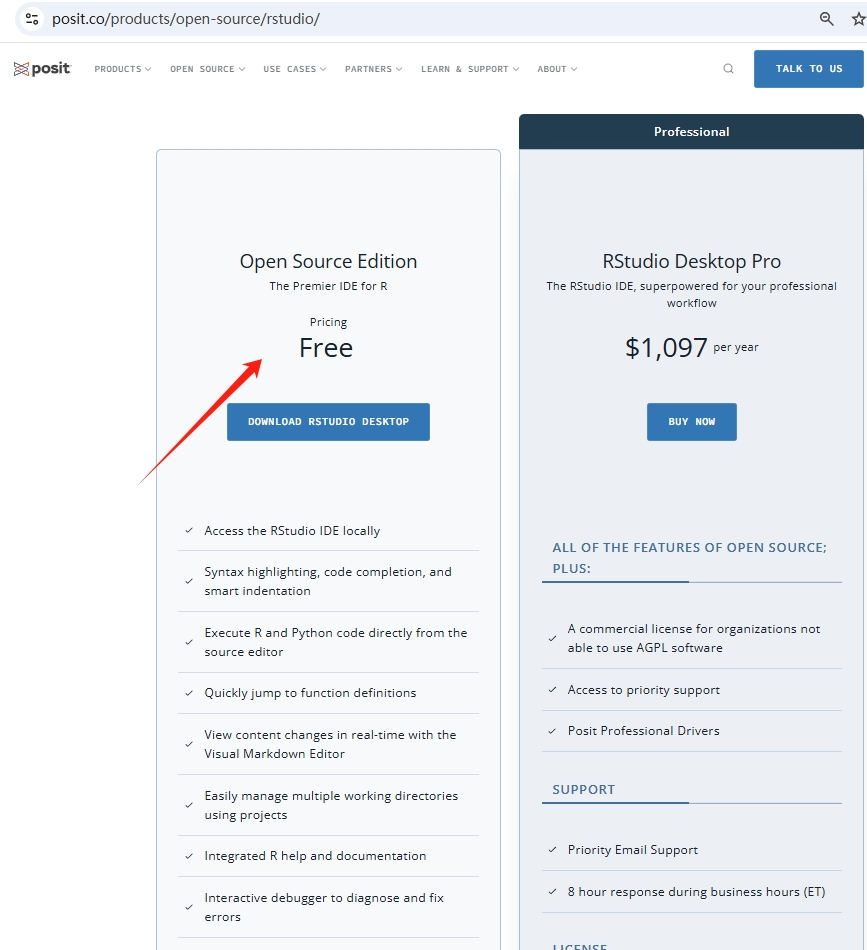 posit.co/products/open-source/rstudio/
posit
PRODUCTS
OPEN SOURCE
USE CASES
PARTNERS
LEARN & SUPPORT
ABOUT
TALK TO US
Open Source Edition
The Premier IDE for R
Pricing
Free
DOWNLOAD RSTUDIO DESKTOP
Access the RStudio IDE locally
Syntax highlighting, code completion, and
smart indentation
Execute R and Python code directly from the
source editor
Quickly jump to function definitions
View content changes in real-time with the
Visual Markdown Editor
Easily manage multiple working directories
using projects
Integrated R help and documentation
Interactive debugger to diagnose and fix
errors
Professional
RStudio Desktop Pro
The RStudio IDE, superpowered for your professional
workflow
$1,097 per year
BUY NOW
ALL OF THE FEATURES OF OPEN SOURCE;
PLUS:
A commercial license for organizations not
able to use AGPL software
Access to priority support
Posit Professional Drivers
SUPPORT
Priority Email Support
8 hour response during business hours (ET)
LICENSE